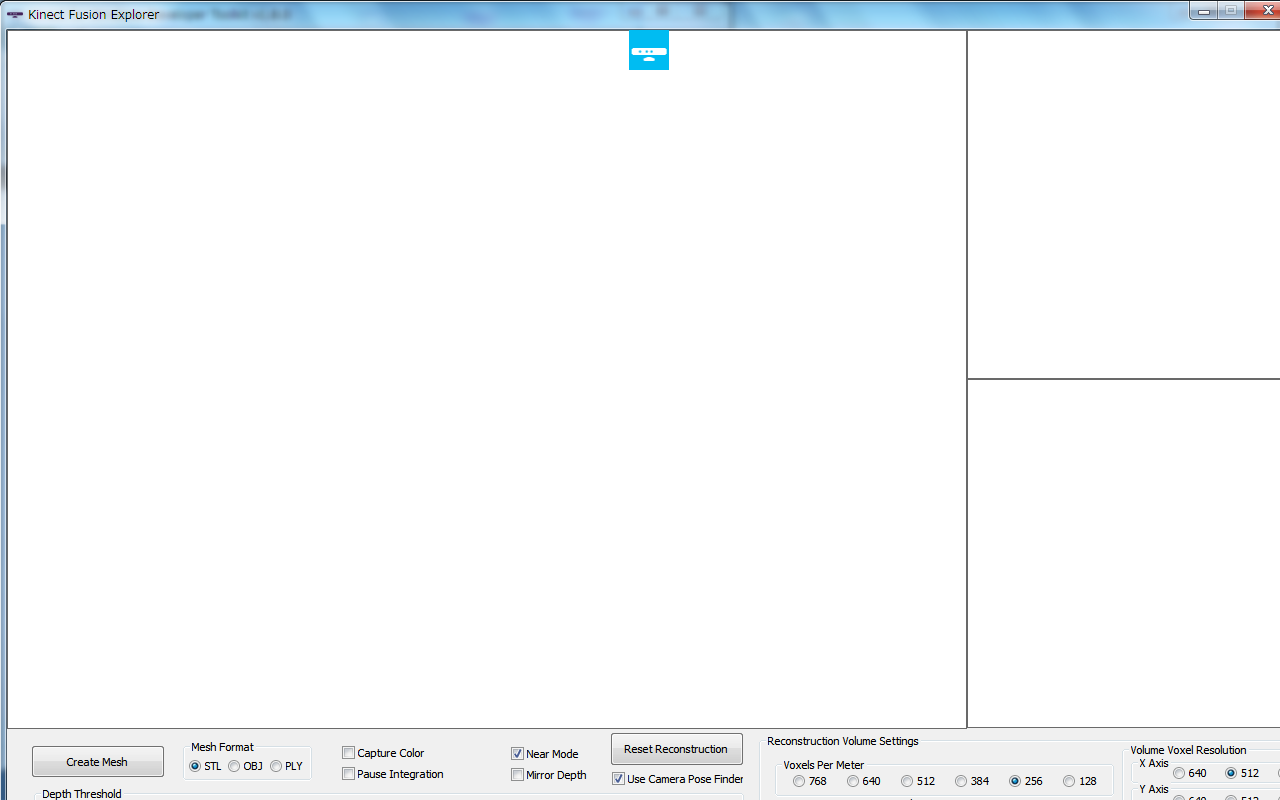 Kinect Fusion Explorer
Create Mesh
Mesh Format
STL OBJ PLY
Capture Color
Pause Integration
Near Mode
Mirror Depth
Reset Reconstruction
Use Camera Pose Finder
Reconstruction Volume Settings
Voxels Per Meter
768 640 512 384 256 128
Volume Voxel Resolution
X Axis
640 512
Y Axis
640 512
Depth Threshold